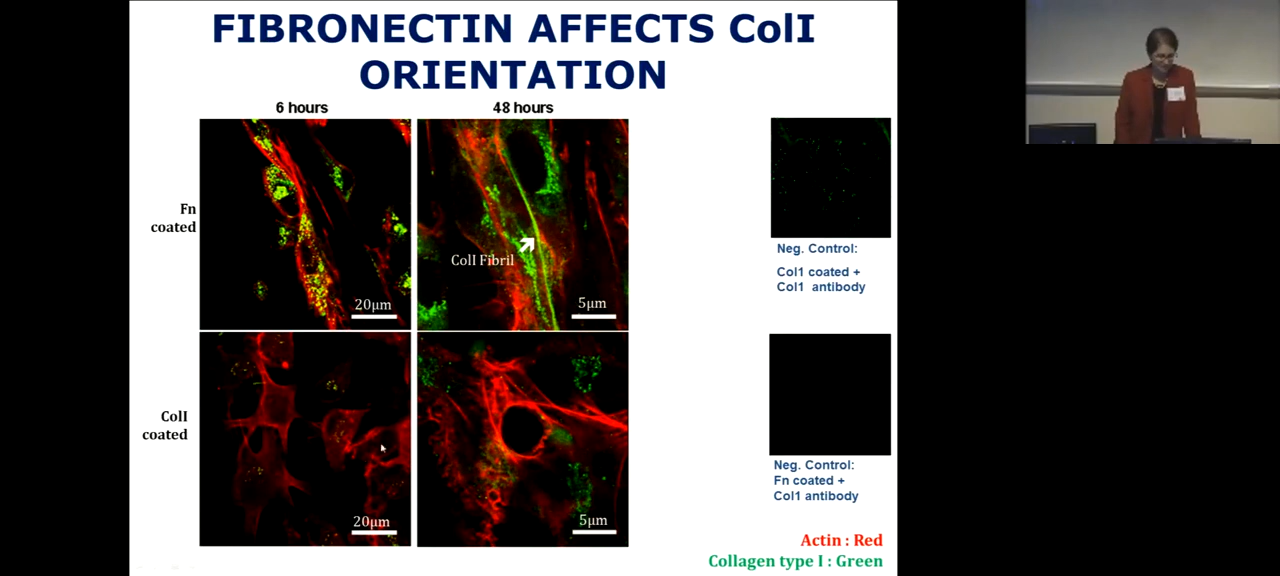 FIBRONECTIN AFFECTS ColI
ORIENTATION
6 hours
48 hours
Fn
coated
ColI Fibril
20µm
5µm
ColI
coated
20µm
5µm
Neg. Control:
Col1 coated +
Col1 antibody
Neg. Control:
Fn coated +
Col1 antibody
Actin : Red
Collagen type I : Green